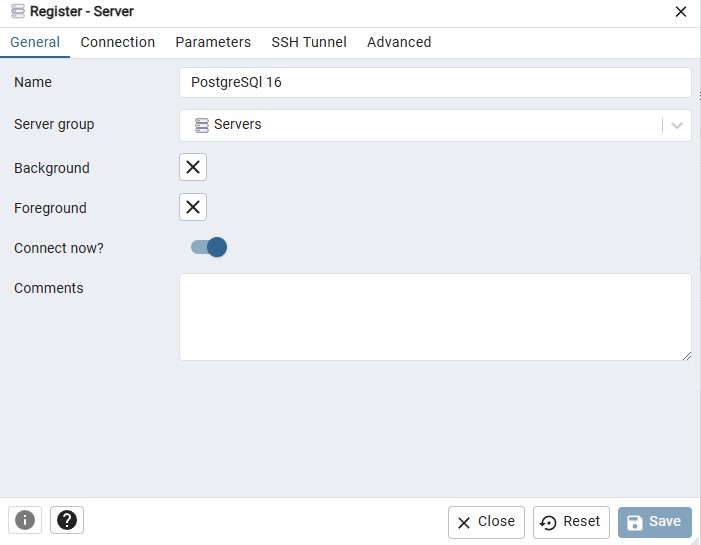 Register - Server
General Connection Parameters SSH Tunnel Advanced
Name PostgreSQl 16
Server group Servers
Background
Foreground
Connect now?
Comments
Close Reset Save